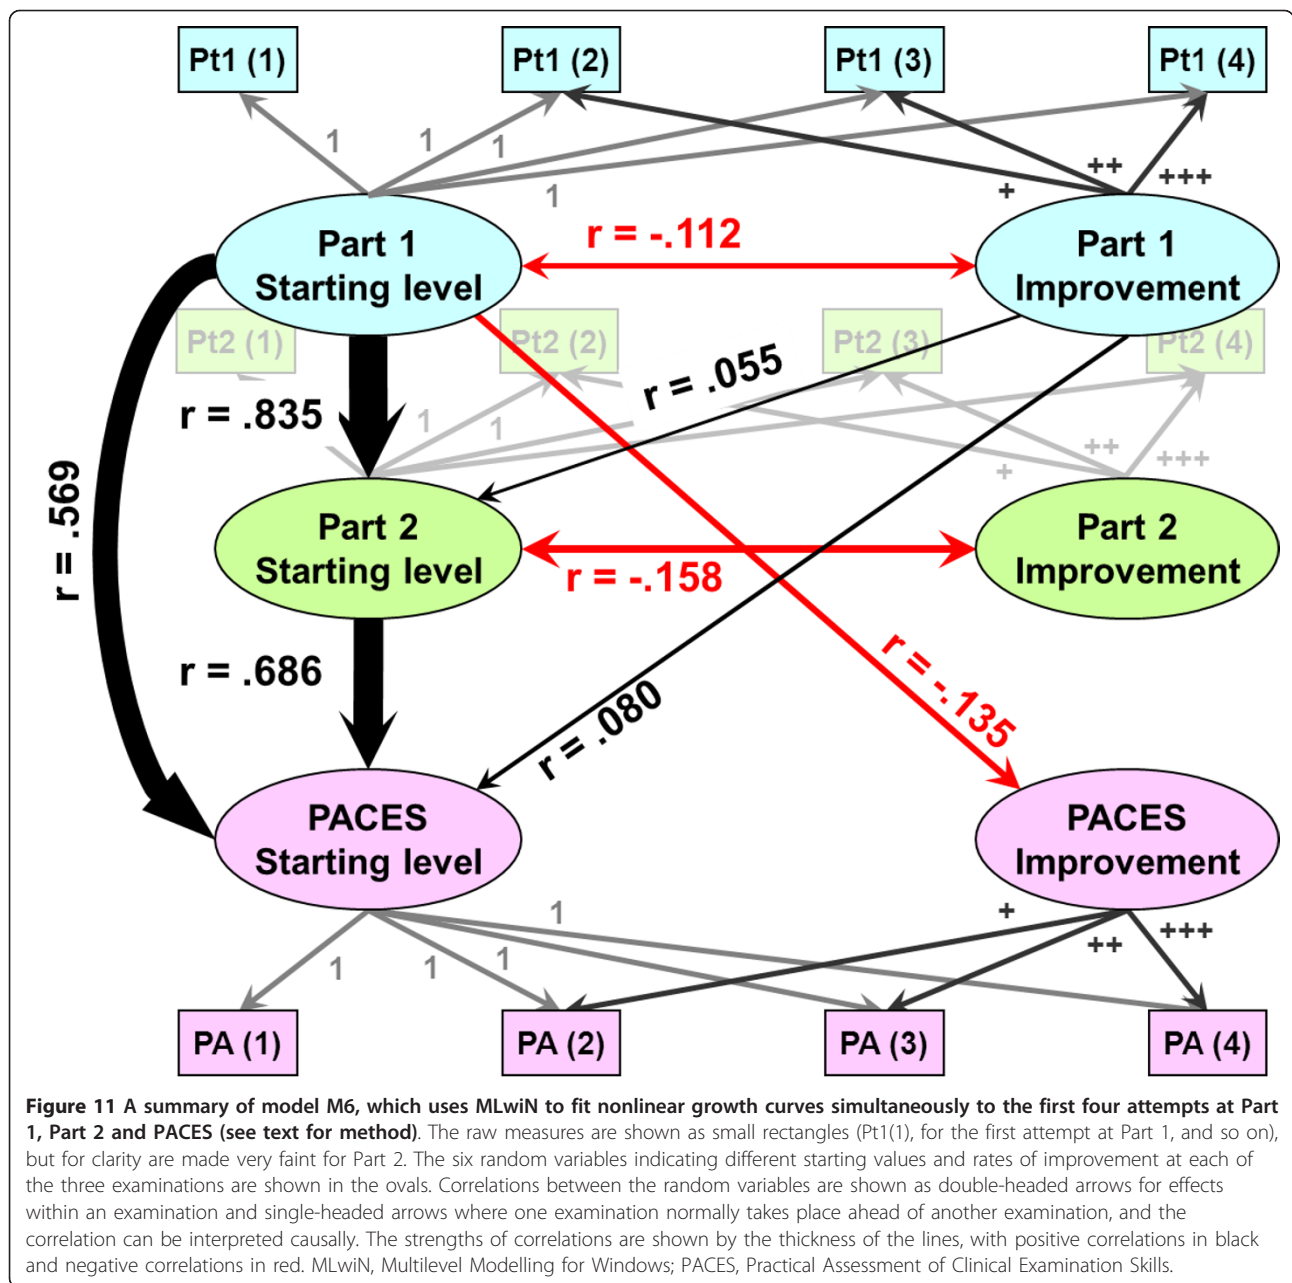 Pt1 (1)
Pt1 (2)
Pt1 (3)
Pt1 (4)
1
1
1
1
+
++
+++
Part 1
Starting level
r = -.112
Part 1
Improvement
Pt2 (1)
Pt2 (2)
Pt2 (3)
Pt2 (4)
r = .835
r = .055
1
1
+
++
+++
r = .569
Part 2
Starting level
r = -.158
Part 2
Improvement
r = .686
r = .080
r = -.135
PACES
Starting level
PACES
Improvement
1
1
1
1
+
++
+++
PA (1)
PA (2)
PA (3)
PA (4)
Figure 11 A summary of model M6, which uses MLwiN to fit nonlinear growth curves simultaneously to the first four attempts at Part
1, Part 2 and PACES (see text for method). The raw measures are shown as small rectangles (Pt1(1), for the first attempt at Part 1, and so on),
but for clarity are made very faint for Part 2. The six random variables indicating different starting values and rates of improvement at each of
the three examinations are shown in the ovals. Correlations between the random variables are shown as double-headed arrows for effects
within an examination and single-headed arrows where one examination normally takes place ahead of another examination, and the
correlation can be interpreted causally. The strengths of correlations are shown by the thickness of the lines, with positive correlations in black
and negative correlations in red. MLwiN, Multilevel Modelling for Windows; PACES, Practical Assessment of Clinical Examination Skills.